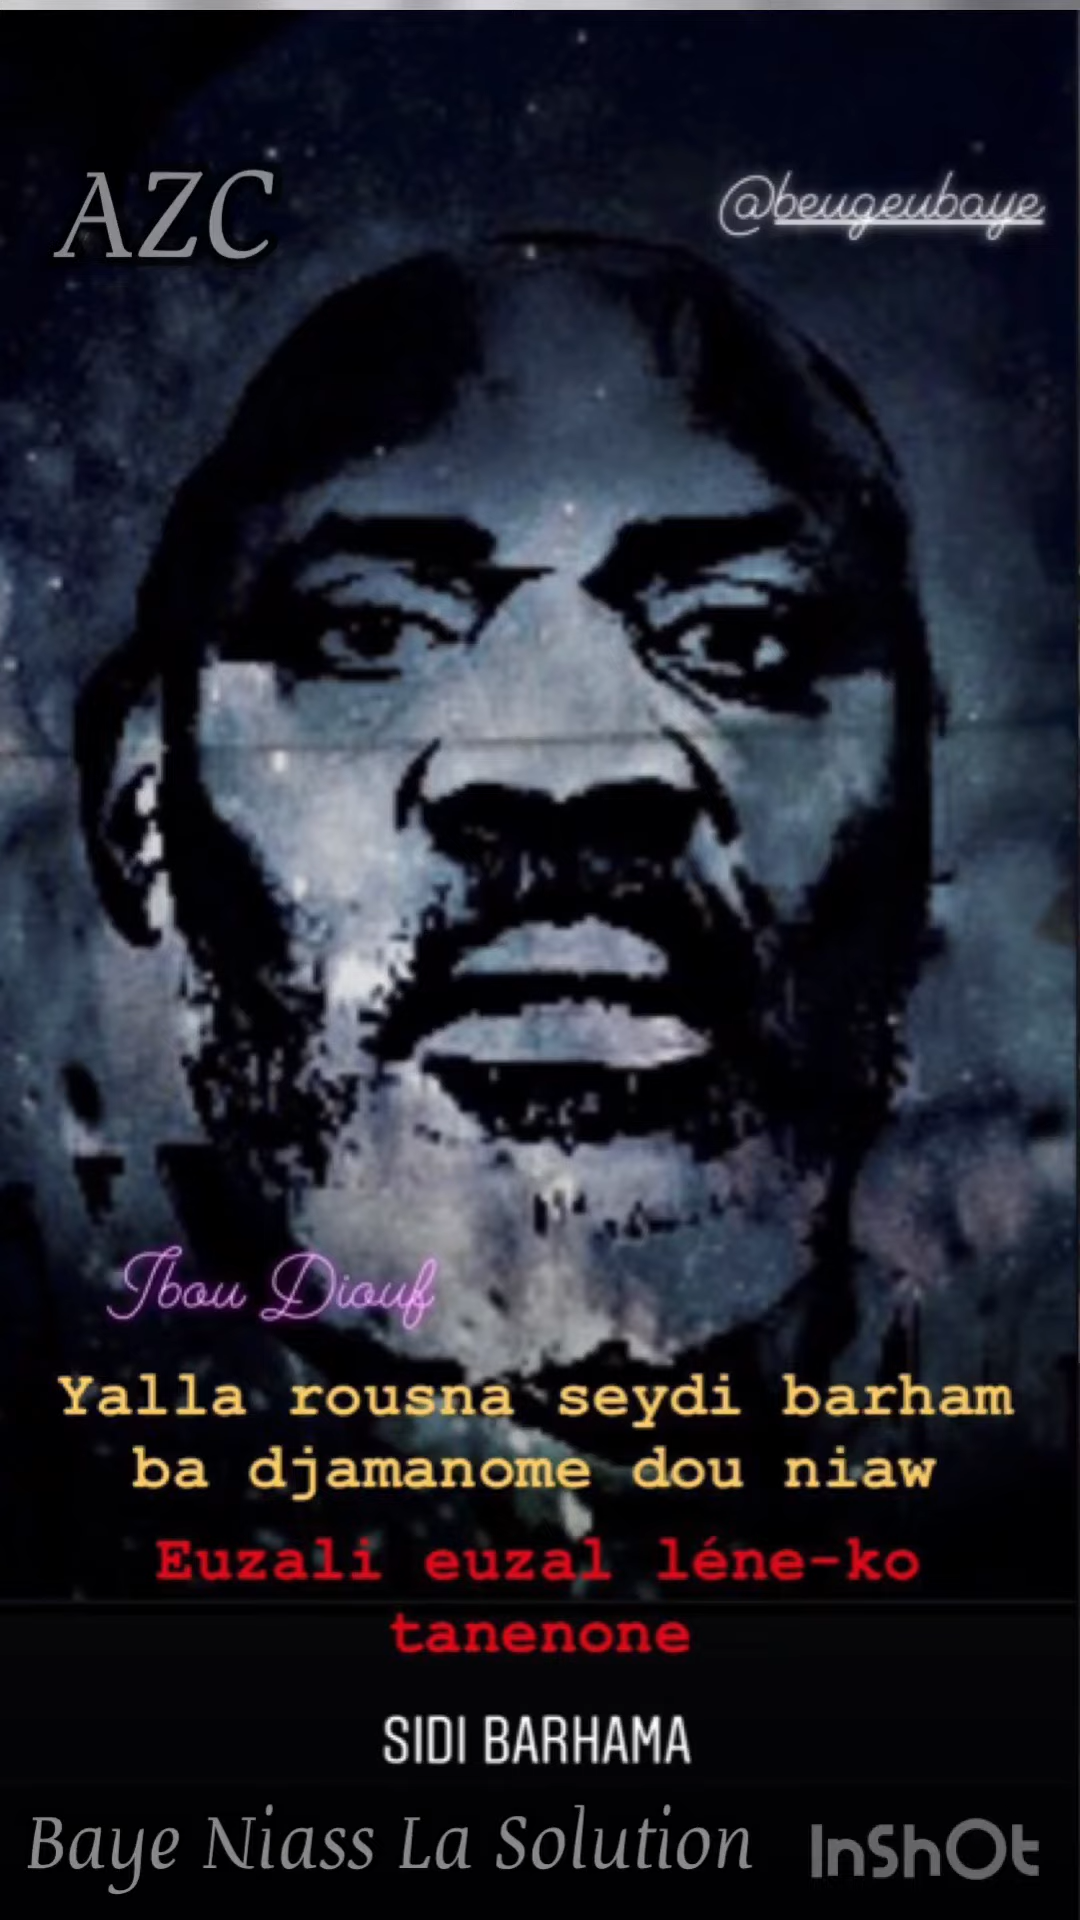 AZC
@beugeubaye
Ibou Diouf
Yalla rousna seydi barham
ba djamanome dou niaw
Euzali euzal léne-ko
tanenone
SIDI BARHAMA
Baye Niass La Solution
InShOt